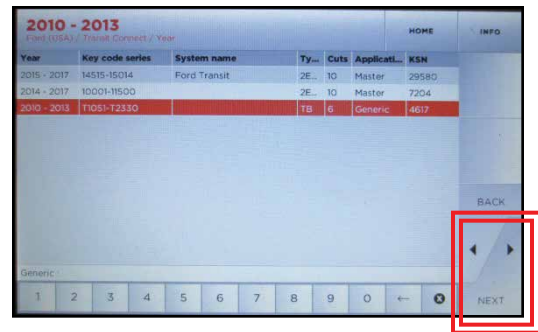 2010 - 2013
Ford (USA) / Transit Connect / Year
HOME
INFO
Year Key code series System name Ty... Cuts Applicati... KSN
2015 - 2017 14515-15014 Ford Transit 2E... 10 Master 29580
2014 - 2017 10001-11500 2E... 10 Master 7204
2010 - 2013 T1051-T2330 TB 6 Generic 4617
BACK
Generic
1 2 3 4 5 6 7 8 9 0 ←
NEXT